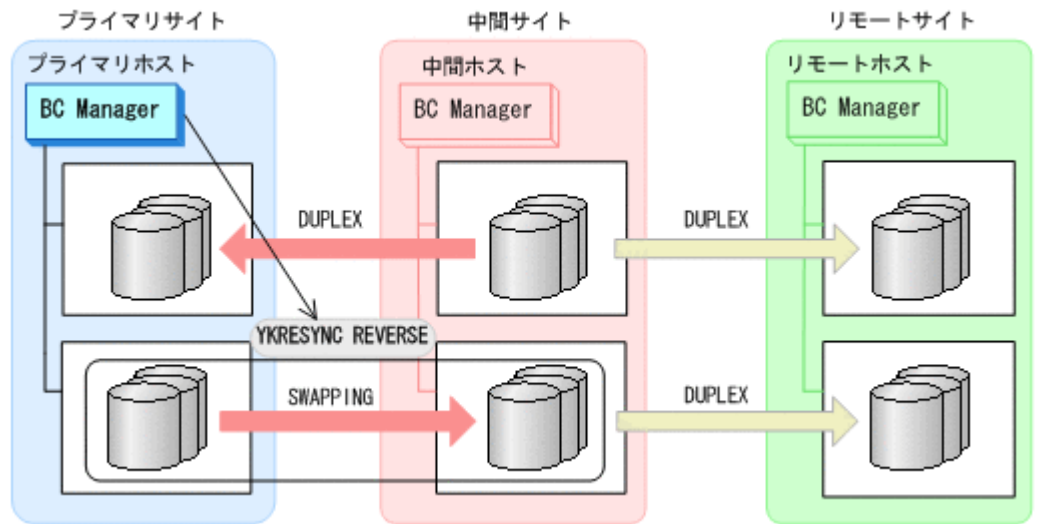 プライマリサイト
中間サイト
リモートサイト
プライマリホスト
中間ホスト
リモートホスト
BC Manager
BC Manager
BC Manager
DUPLEX
DUPLEX
YKRESYNC REVERSE
SWAPPING
DUPLEX